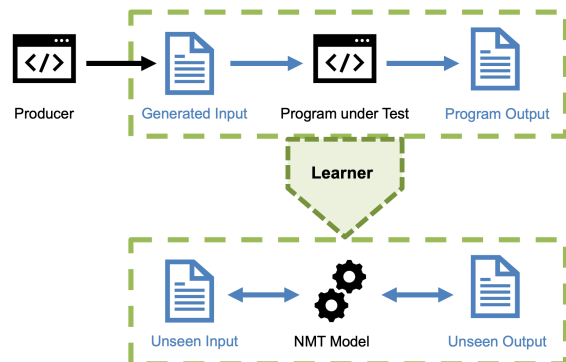 </>
</>
Producer
Generated Input
Program under Test
Program Output
Learner
Unseen Input
NMT Model
Unseen Output